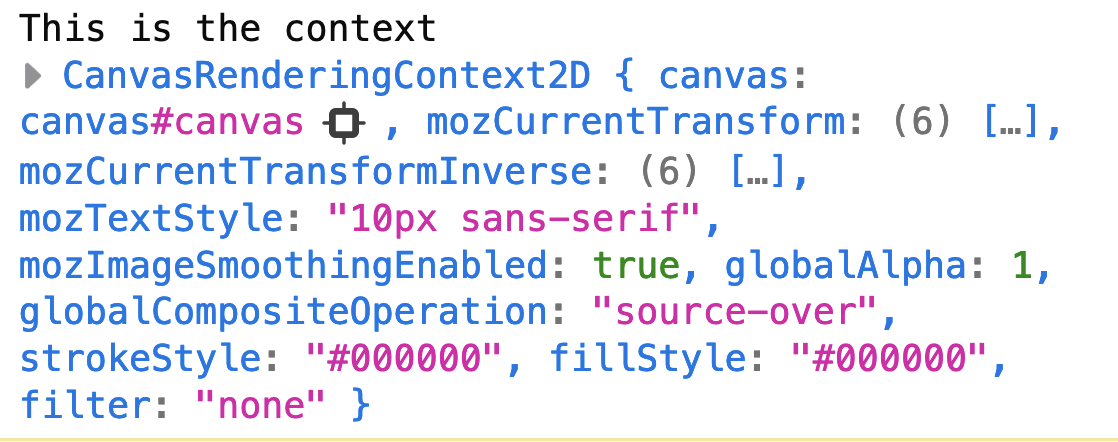 This is the context
CanvasRenderingContext2D { canvas:
canvas#canvas , mozCurrentTransform: (6) […],
mozCurrentTransformInverse: (6) […],
mozTextStyle: "10px sans-serif",
mozImageSmoothingEnabled: true, globalAlpha: 1,
globalCompositeOperation: "source-over",
strokeStyle: "#000000", fillStyle: "#000000",
filter: "none" }